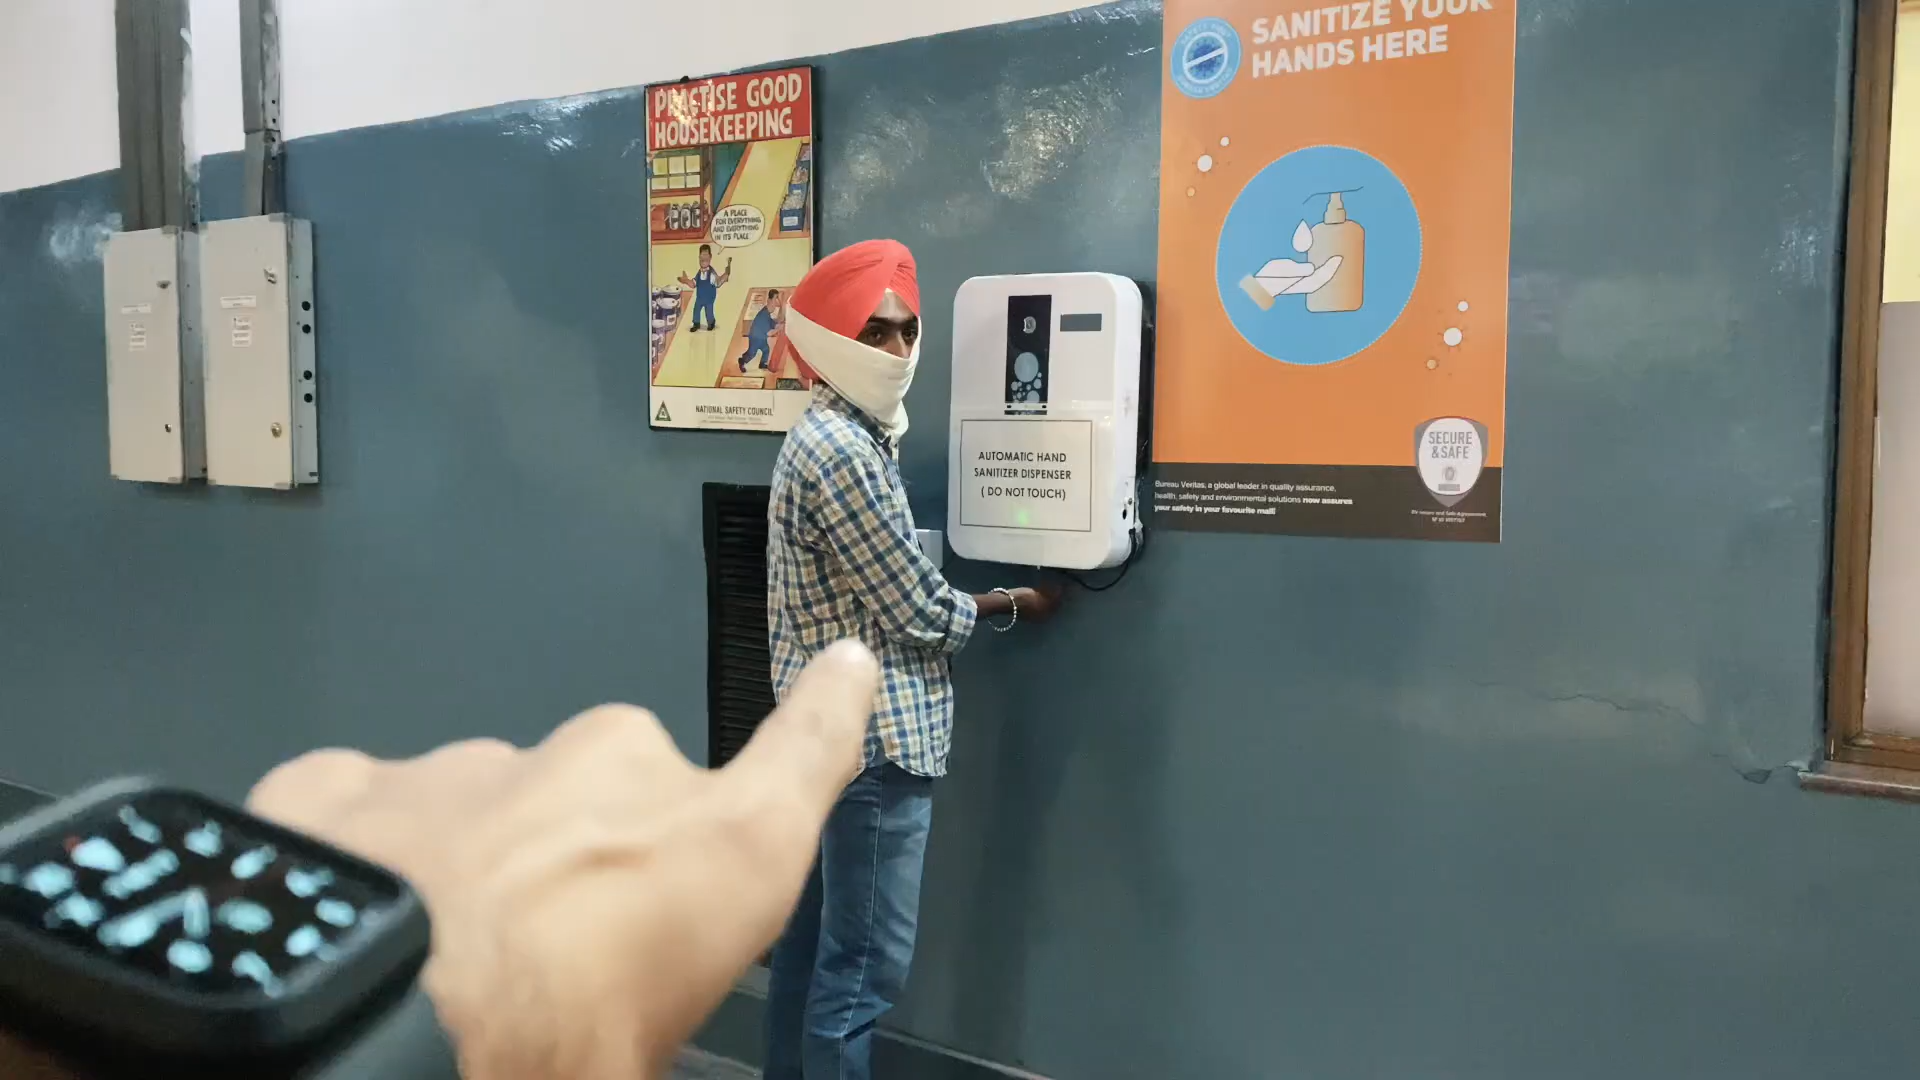 PRACTISE GOOD
HOUSEKEEPING
A PLACE
FOR EVERYTHING
AND EVERYTHING
IN ITS PLACE
NATIONAL SAFETY COUNCIL
AUTOMATIC HAND
SANITIZER DISPENSER
( DO NOT TOUCH)
SANITIZE YOUR
HANDS HERE
SECURE
& SAFE
Bureau Veritas, a global leader in quality assurance,
health, safety and environmental solutions now assures
your safety in your favourite mall!